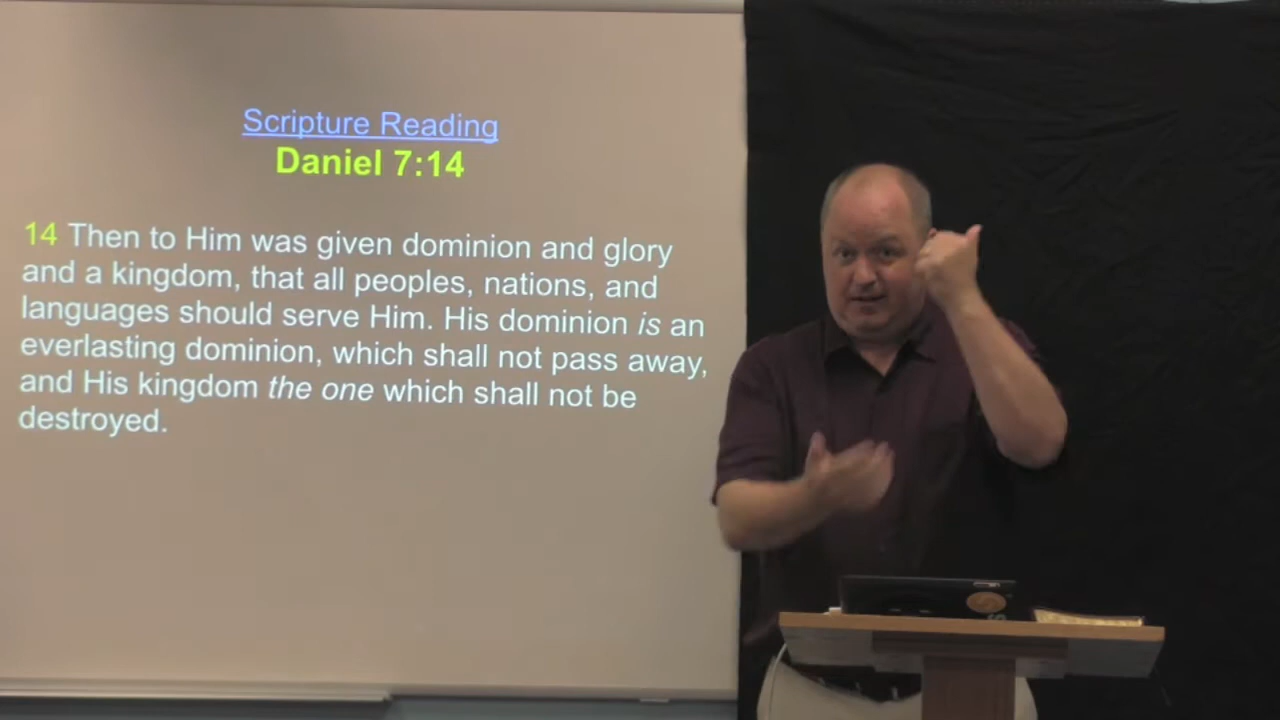 Scripture Reading
Daniel 7:14
14 Then to Him was given dominion and glory
and a kingdom, that all peoples, nations, and
languages should serve Him. His dominion is an
everlasting dominion, which shall not pass away,
and His kingdom the one which shall not be
destroyed.